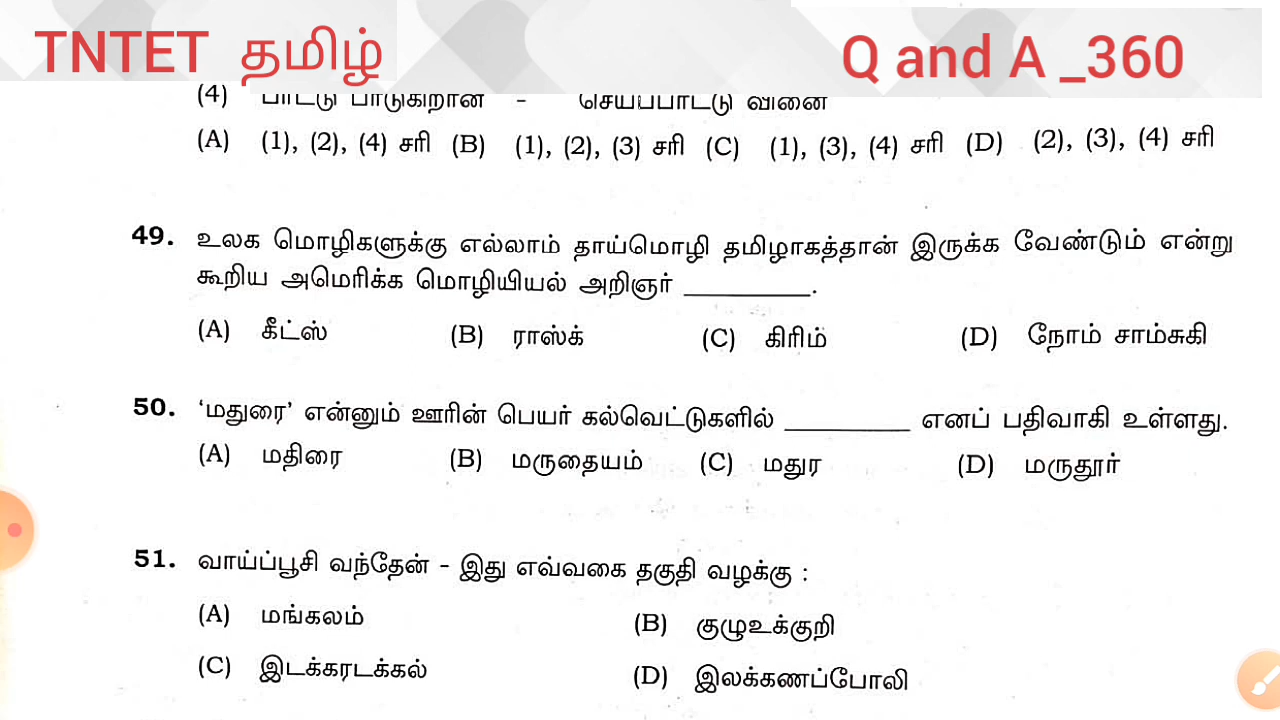 TNTET தமிழ்
Q and A _360
(4) பாட்டு பாடுகிறான் - செயப்பாட்டு வினை
(A) (1), (2), (4) சரி (B) (1), (2), (3) சரி (C) (1), (3), (4) சரி (D) (2), (3), (4) சரி
49. உலக மொழிகளுக்கு எல்லாம் தாய்மொழி தமிழாகத்தான் இருக்க வேண்டும் என்று
கூறிய அமெரிக்க மொழியியல் அறிஞர் ________.
(A) கீட்ஸ் (B) ராஸ்க் (C) கிரிம் (D) நோம் சாம்சுகி
50. ‘மதுரை’ என்னும் ஊரின் பெயர் கல்வெட்டுகளில் ________ எனப் பதிவாகி உள்ளது.
(A) மதிரை (B) மருதையம் (C) மதுர (D) மருதூர்
51. வாய்ப்பூசி வந்தேன் - இது எவ்வகை தகுதி வழக்கு :
(A) மங்கலம் (B) குழுஉக்குறி
(C) இடக்கரடக்கல் (D) இலக்கணப்போலி